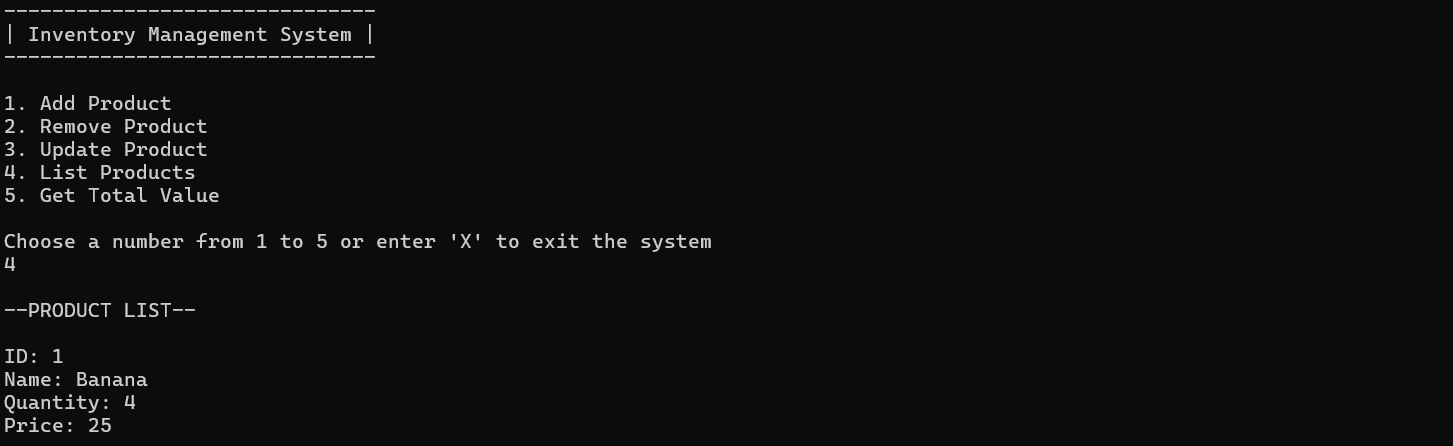 -------------------------------
| Inventory Management System |
-------------------------------
1. Add Product
2. Remove Product
3. Update Product
4. List Products
5. Get Total Value
Choose a number from 1 to 5 or enter 'X' to exit the system
4
--PRODUCT LIST--
ID: 1
Name: Banana
Quantity: 4
Price: 25